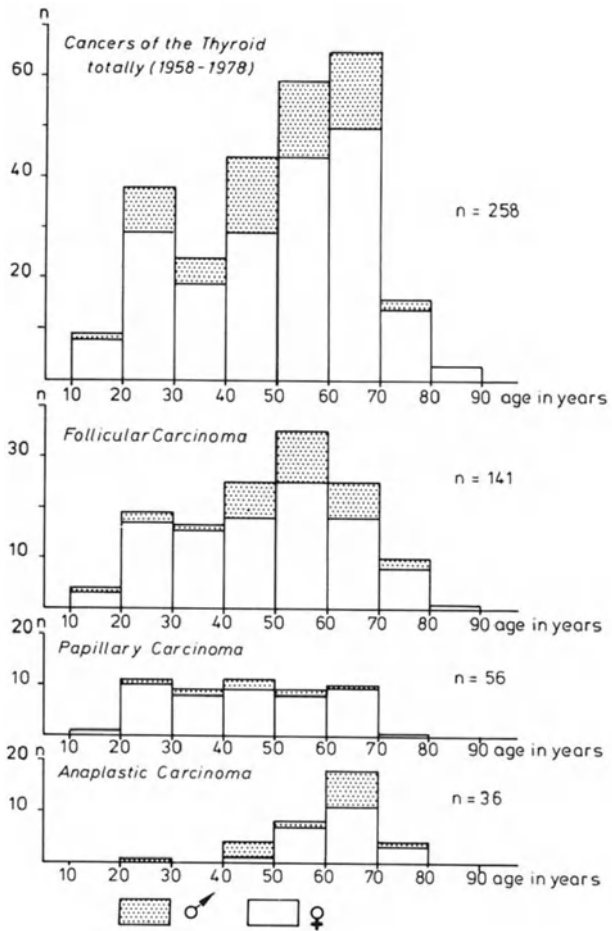 n
Cancers of the Thyroid
totally (1958-1978)
60
40
20
n = 258
10 20 30 40 50 60 70 80 90 age in years
n
Follicular Carcinoma
30
10
n = 141
10 20 30 40 50 60 70 80 90 age in years
n
20
Papillary Carcinoma
10
n = 56
10 20 30 40 50 60 70 80 90 age in years
n
20
Anaplastic Carcinoma
10
n = 36
10 20 30 40 50 60 70 80 90 age in years
♂ ♀